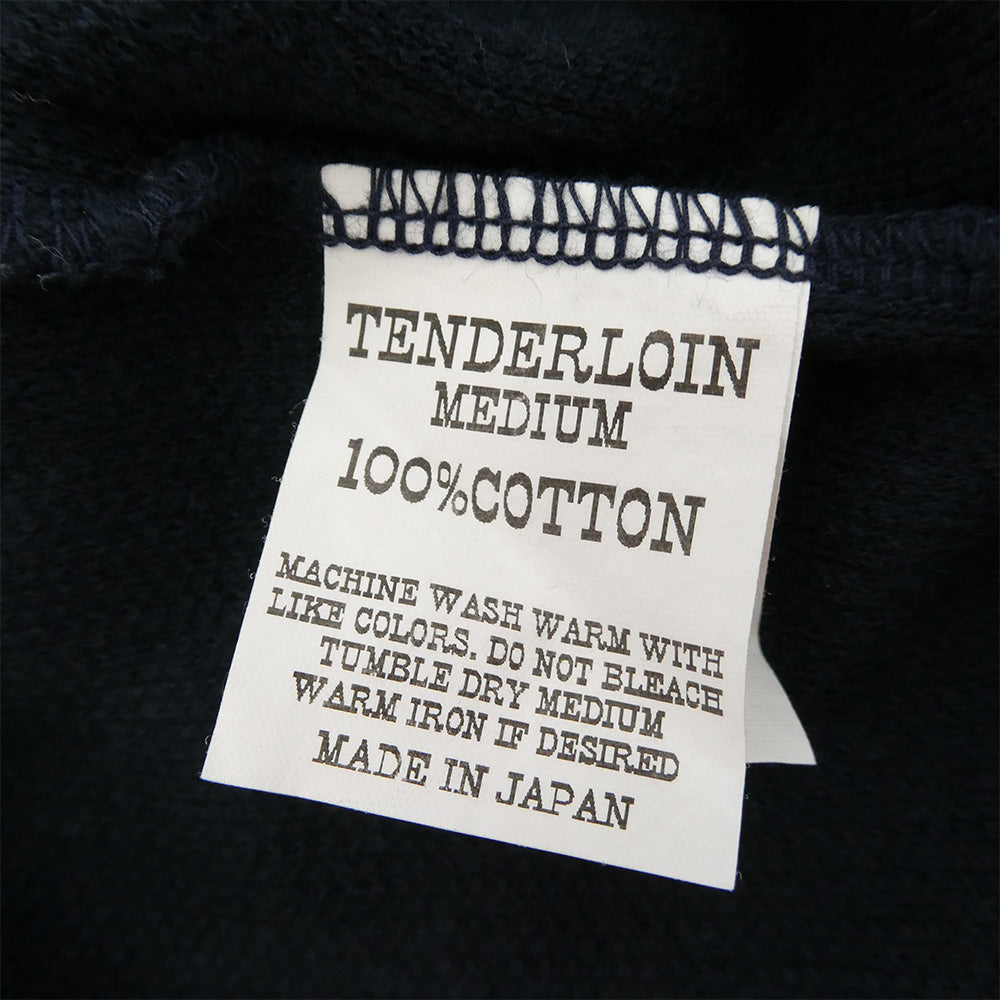 TENDERLOIN
MEDIUM
100%COTTON
MACHINE WASH WARM WITH
LIKE COLORS. DO NOT BLEACH
TUMBLE DRY MEDIUM
WARM IRON IF DESIRED
MADE IN JAPAN